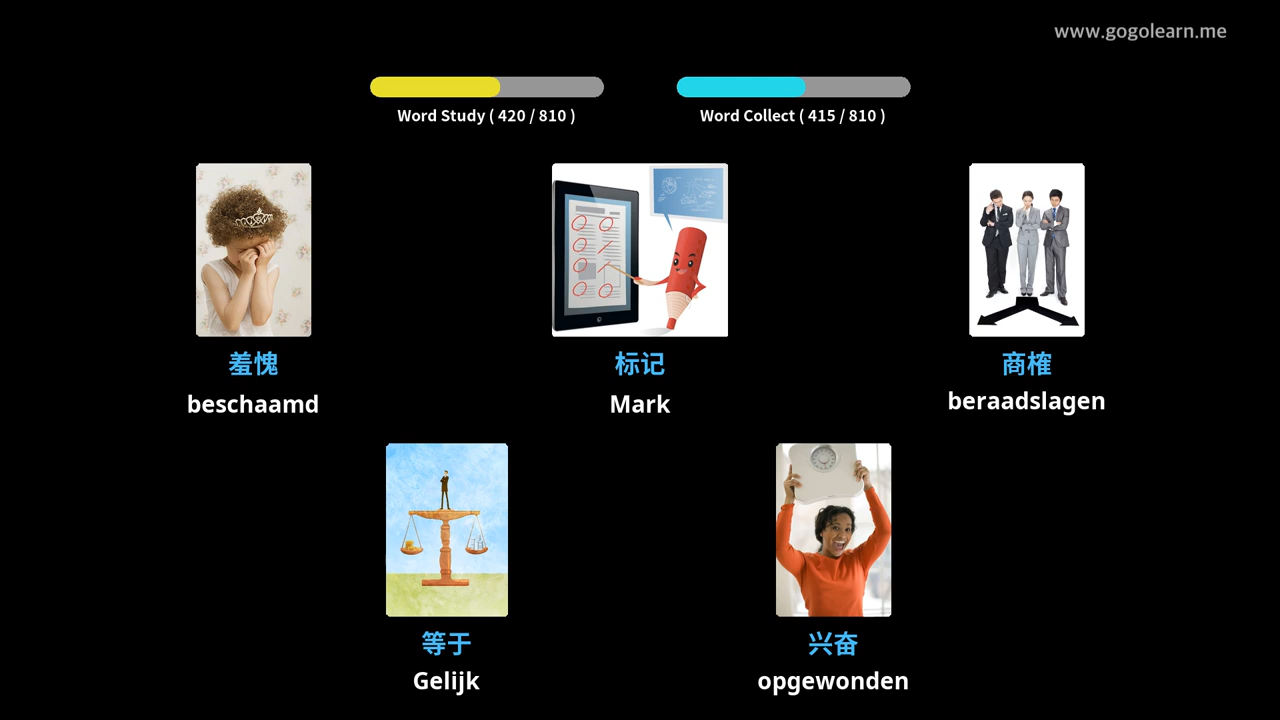 www.gogolearn.me
Word Study ( 420 / 810 )
Word Collect ( 415 / 810 )
羞愧
beschaamd
标记
Mark
商榷
beraadslagen
等于
Gelijk
兴奋
opgewonden